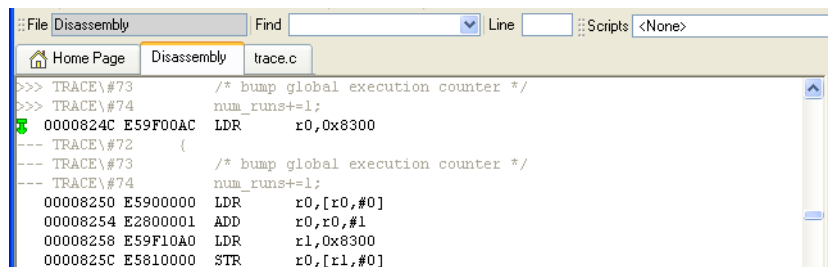 File Disassembly Find Line Scripts <None>
Home Page Disassembly trace.c
>>> TRACE\#73 /* bump global execution counter */
>>> TRACE\#74 num_runs+=1;
0000824C E59F00AC LDR r0,0x8300
--- TRACE\#72 {
--- TRACE\#73 /* bump global execution counter */
--- TRACE\#74 num_runs+=1;
00008250 E5900000 LDR r0,[r0,#0]
00008254 E2800001 ADD r0,r0,#1
00008258 E59F10A0 LDR r1,0x8300
0000825C E5810000 STR r0,[r1,#0]